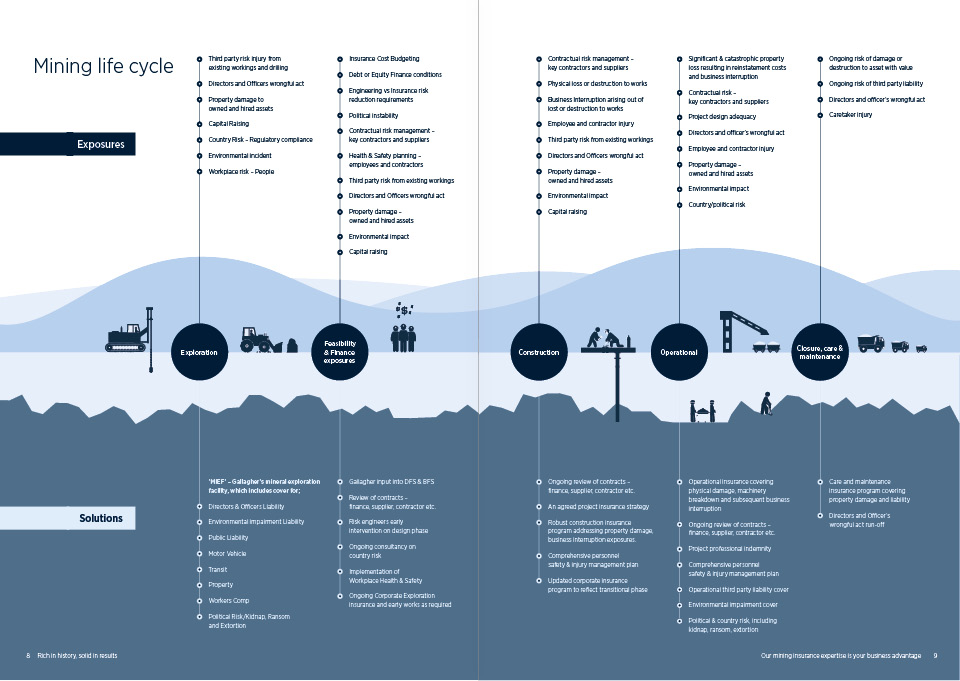 Mining life cycle
Exposures
Third party risk injury from
existing workings and drilling
Directors and Officers wrongful act
Property damage to
owned and hired assets
Capital Raising
Country Risk – Regulatory compliance
Environmental incident
Workplace risk – People
Insurance Cost Budgeting
Debt or Equity Finance conditions
Engineering vs Insurance risk
reduction requirements
Political instability
Contractual risk management –
key contractors and suppliers
Health & Safety planning –
employees and contractors
Third party risk from existing workings
Directors and Officers wrongful act
Property damage –
owned and hired assets
Environmental impact
Capital raising
Contractual risk management –
key contractors and suppliers
Physical loss or destruction to works
Business Interruption arising out of
lost or destruction to works
Employee and contractor injury
Third party risk from existing workings
Directors and Officers wrongful act
Property damage –
owned and hired assets
Environmental impact
Capital raising
Significant & catastrophic property
loss resulting in reinstatement costs
and business interruption
Contractual risk –
key contractors and suppliers
Project design adequacy
Directors and officer's wrongful act
Employee and contractor injury
Property damage –
owned and hired assets
Environmental impact
Country/political risk
Ongoing risk of damage or
destruction to asset with value
Ongoing risk of third party liability
Directors and officer's wrongful act
Caretaker injury
$
Exploration
Feasibility
& Finance
exposures
Construction
Operational
Closure, care &
maintenance
Solutions
'MIEF' – Gallagher's mineral exploration
facility, which includes cover for;
Directors & Officers Liability
Environmental impairment Liability
Public Liability
Motor Vehicle
Transit
Property
Workers Comp
Political Risk/Kidnap, Ransom
and Extortion
Gallagher input into DFS & BFS
Review of contracts –
finance, supplier, contractor etc.
Risk engineers early
intervention on design phase
Ongoing consultancy on
country risk
Implementation of
Workplace Health & Safety
Ongoing Corporate Exploration
insurance and early works as required
Ongoing review of contracts –
finance, supplier, contractor etc.
An agreed project insurance strategy
Robust construction insurance
program addressing property damage,
business interruption exposures.
Comprehensive personnel
safety & injury management plan
Updated corporate insurance
program to reflect transitional phase
Operational insurance covering
physical damage, machinery
breakdown and subsequent business
interruption
Ongoing review of contracts –
finance, supplier, contractor etc.
Project professional indemnity
Comprehensive personnel
safety & injury management plan
Operational third party liability cover
Environmental impairment cover
Political & country risk, including
kidnap, ransom, extortion
Care and maintenance
insurance program covering
property damage and liability
Directors and Officer's
wrongful act run-off
8 Rich in history, solid in results
Our mining insurance expertise is your business advantage 9